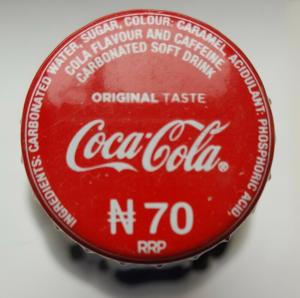 INGREDIENTS: CARBONATED WATER, SUGAR, COLOUR: CARAMEL, ACIDULANT: PHOSPHORIC ACID,
COLA FLAVOUR AND CAFFEINE
CARBONATED SOFT DRINK
ORIGINAL TASTE
Coca-Cola®
₦ 70
RRP